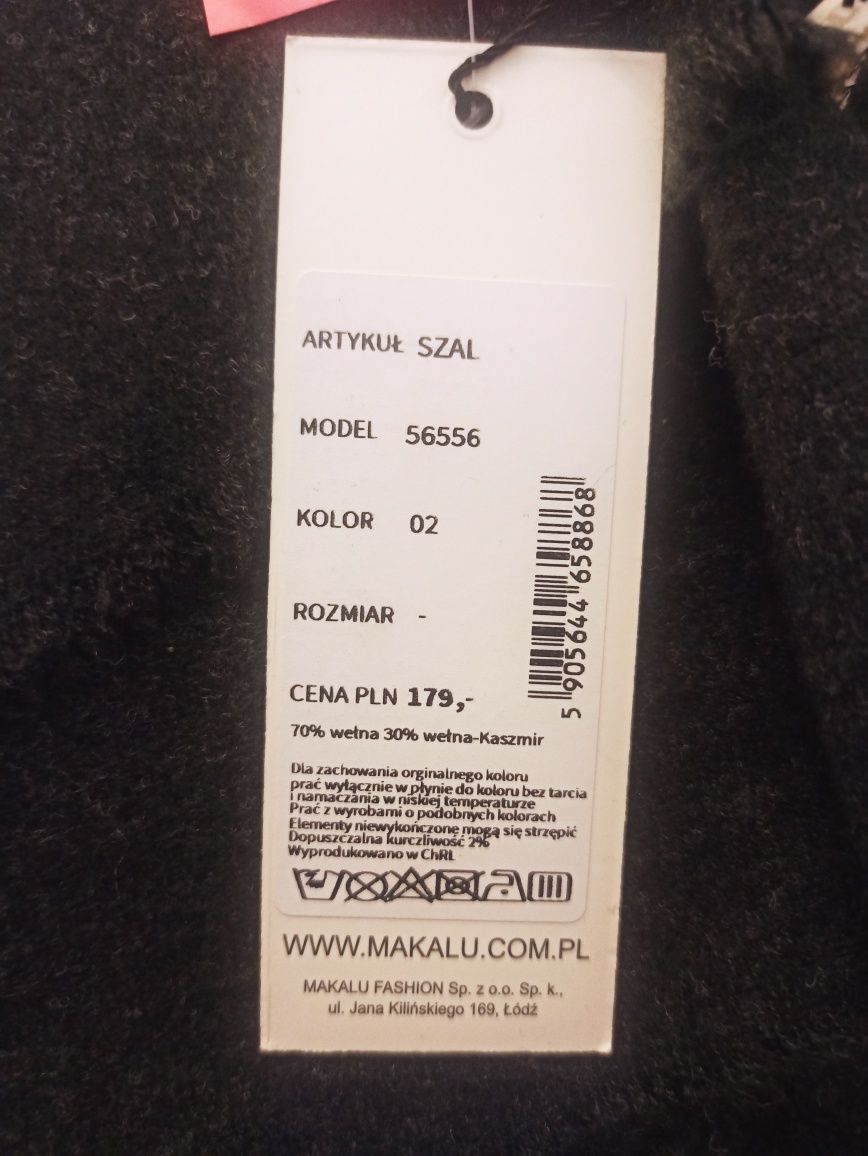 ARTYKUŁ SZAL
MODEL 56556
KOLOR 02
ROZMIAR -
CENA PLN 179,-
70% wełna 30% wełna-Kaszmir
Dla zachowania orginalnego koloru
prać wyłącznie w płynie do koloru bez tarcia
i namaczania w niskiej temperaturze
Prać z wyrobami o podobnych kolorach
Elementy niewykończone mogą się strzępić
Dopuszczalna kurczliwość 2%
Wyprodukowano w ChRL
5 905644 658868
WWW.MAKALU.COM.PL
MAKALU FASHION Sp. z o.o. Sp. k.,
ul. Jana Kilińskiego 169, Łódź